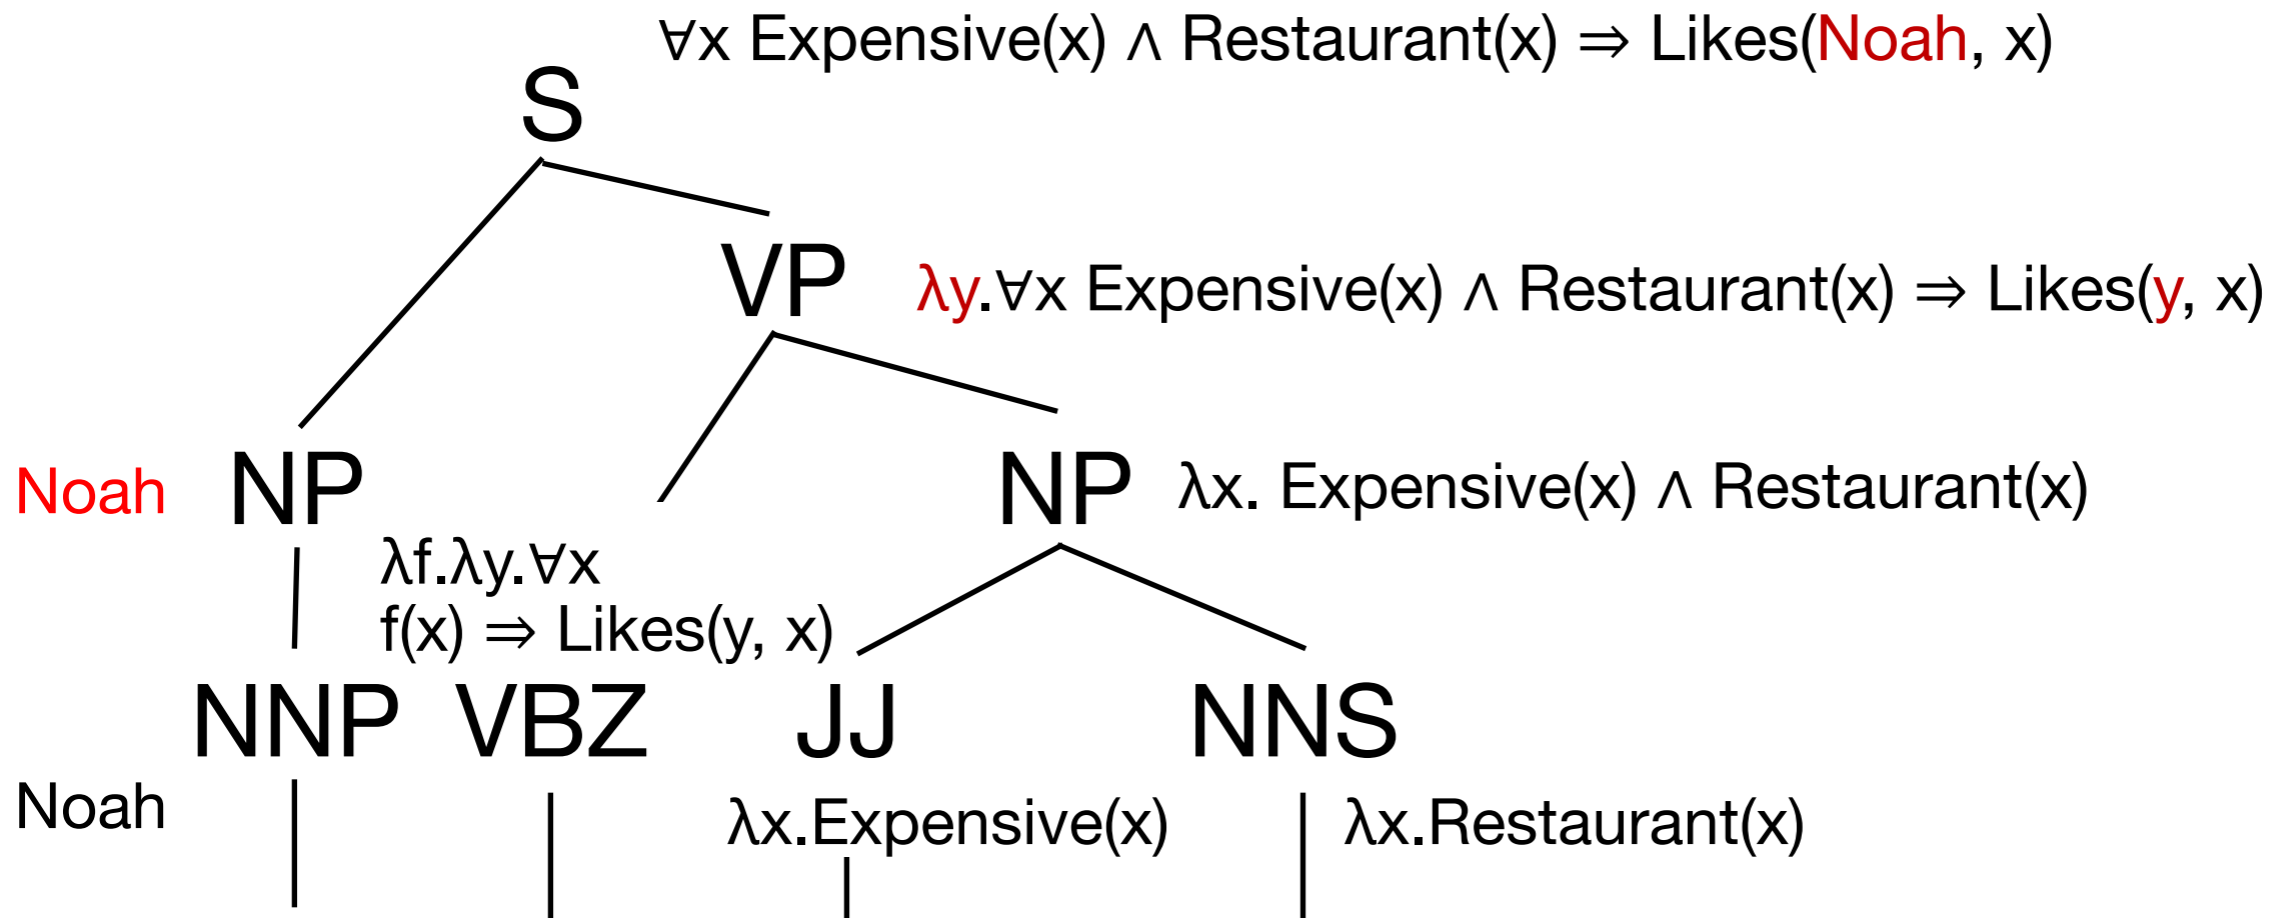 ∀x Expensive(x) ∧ Restaurant(x) ⇒ Likes(Noah, x)
S
VP λy.∀x Expensive(x) ∧ Restaurant(x) ⇒ Likes(y, x)
Noah NP NP λx. Expensive(x) ∧ Restaurant(x)
λf.λy.∀x
f(x) ⇒ Likes(y, x)
NNP VBZ JJ NNS
Noah λx.Expensive(x) λx.Restaurant(x)